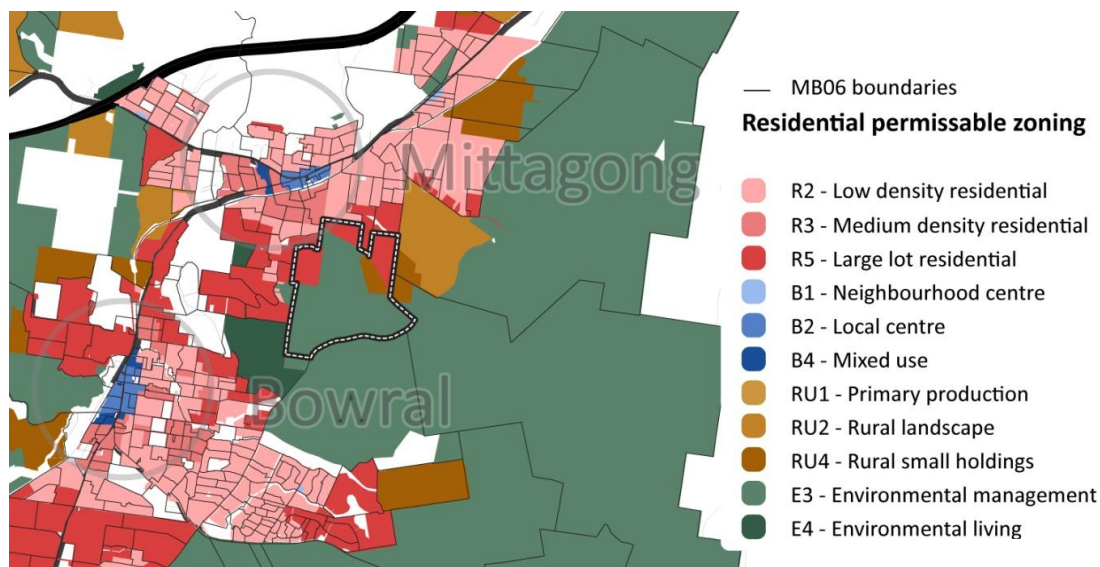 Mittagong
Bowral
MB06 boundaries
Residential permissable zoning
R2 - Low density residential
R3 - Medium density residential
R5 - Large lot residential
B1 - Neighbourhood centre
B2 - Local centre
B4 - Mixed use
RU1 - Primary production
RU2 - Rural landscape
RU4 - Rural small holdings
E3 - Environmental management
E4 - Environmental living